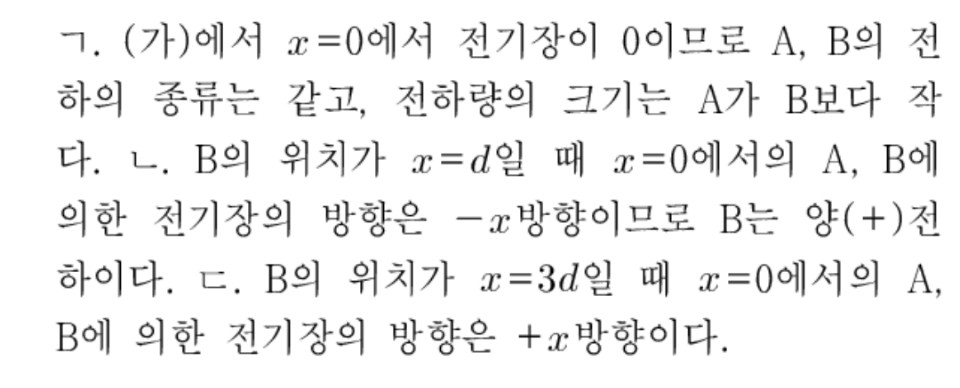 ㄱ. (가)에서 x=0에서 전기장이 0이므로 A, B의 전
하의 종류는 같고, 전하량의 크기는 A가 B보다 작
다. ㄴ. B의 위치가 x=d일 때 x=0에서의 A, B에
의한 전기장의 방향은 -x방향이므로 B는 양(+)전
하이다. ㄷ. B의 위치가 x=3d일 때 x=0에서의 A,
B에 의한 전기장의 방향은 +x방향이다.